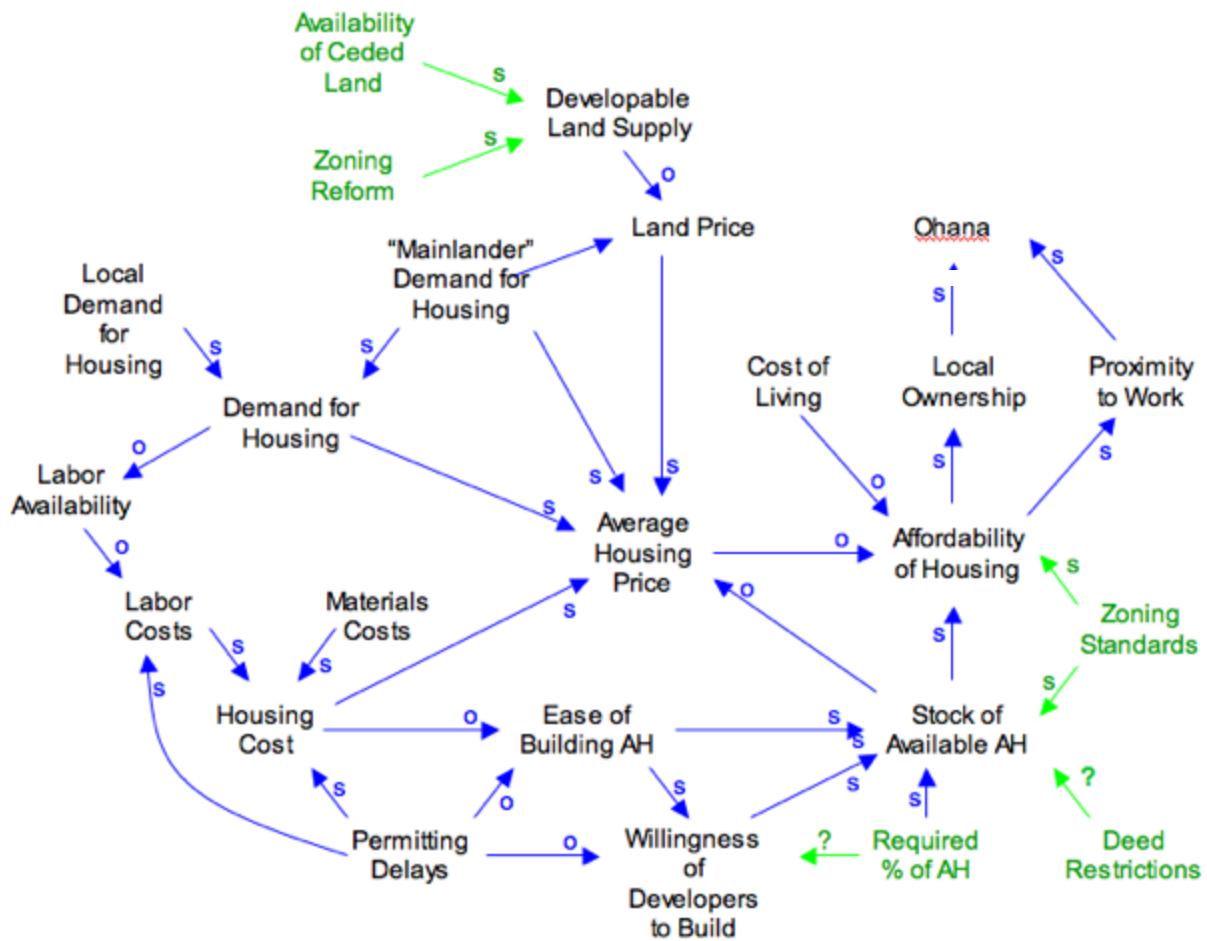 Availability
of Ceded
Land
s
Developable
Land Supply
s
Zoning
Reform
o
Land Price
Ohana
"Mainlander"
Demand for
Housing
s
Local
Demand
for
Housing
s
s
s
Cost of
Living
Local
Ownership
Proximity
to Work
Demand for
Housing
o
s
s
s
s
o
s
Labor
Availability
s
Average
Housing
Price
o
Affordability
of Housing
o
s
o
Labor
Costs
Materials
Costs
s
Zoning
Standards
s
s
s
s
s
Housing
Cost
o
Ease of
Building AH
s
s
Stock of
Available AH
s
o
s
s
s
?
Permitting
Delays
o
Willingness
of
Developers
to Build
?
Required
% of AH
Deed
Restrictions